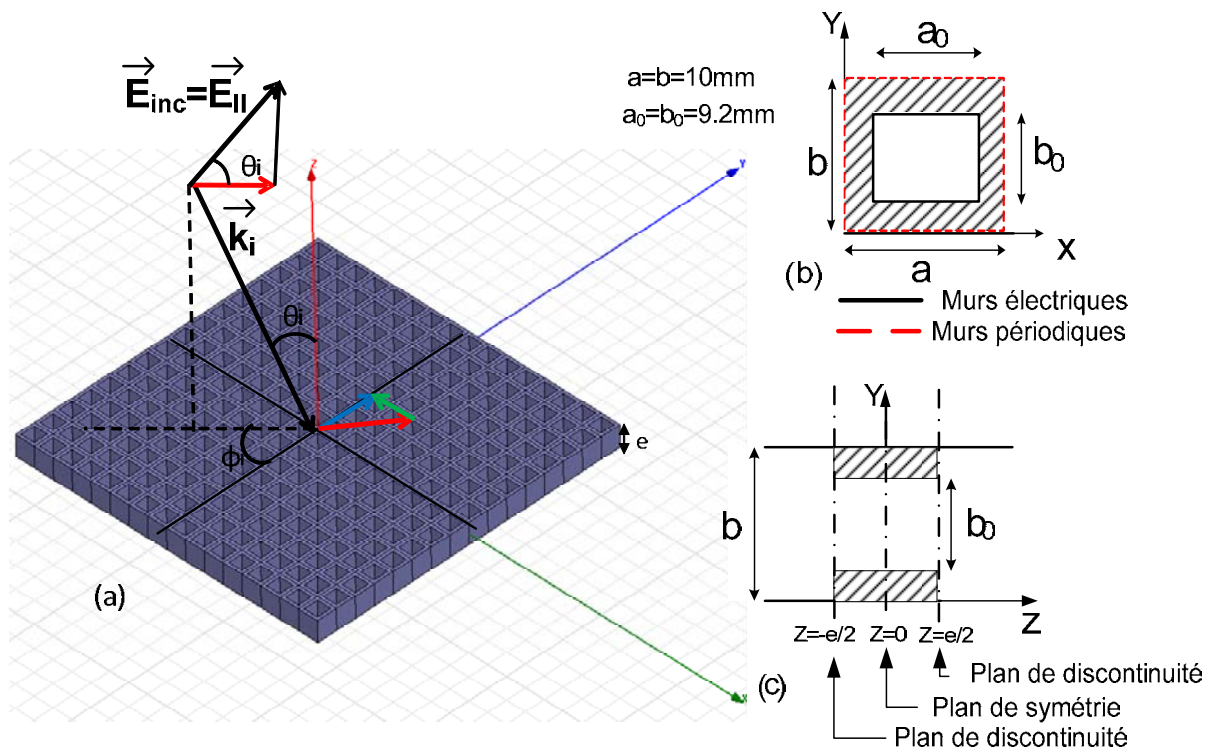 E_inc=E_II
θi
k_i
θi
ϕi
z
Y
X
e
(a)
a=b=10mm
a₀=b₀=9.2mm
Y
a₀
b
b₀
a
X
(b)
Murs électriques
Murs périodiques
Y
b
b₀
Z
Z=-e/2
Z=0
Z=e/2
(c)
Plan de discontinuité
Plan de symétrie
Plan de discontinuité